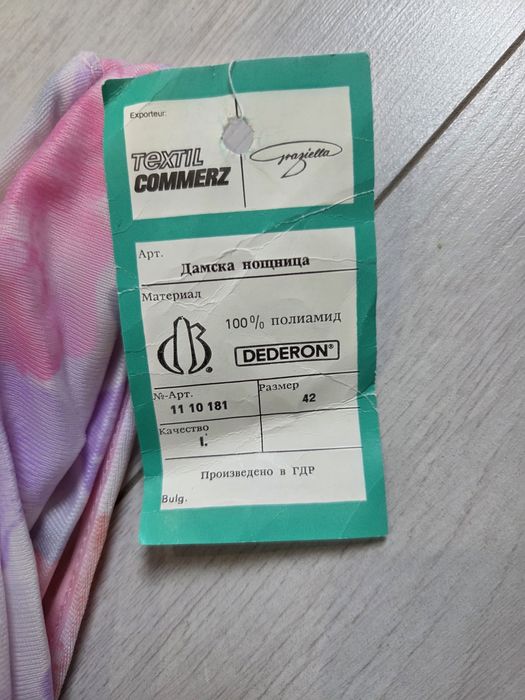 Exporteur:
TEXTIL
COMMERZ
Graziella
Арт.
Дамска нощница
Материал
100% полиамид
DEDERON®
№-Арт.
11 10 181
Размер
42
Качество
I.
Произведено в ГДР
Bulg.